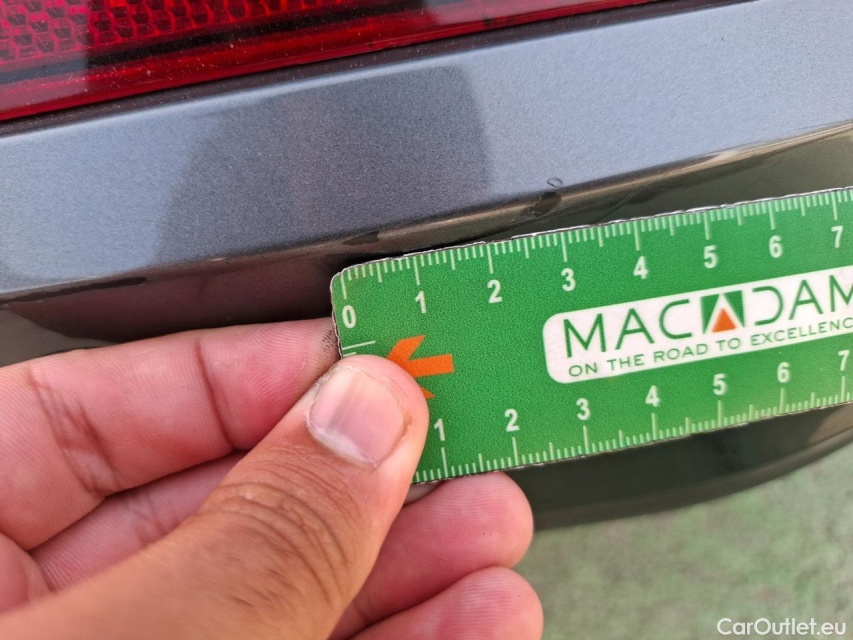 0 1 2 3 4 5 6 7
MACADAM
ON THE ROAD TO EXCELLENC
1 2 3 4 5 6 7
CarOutlet.eu